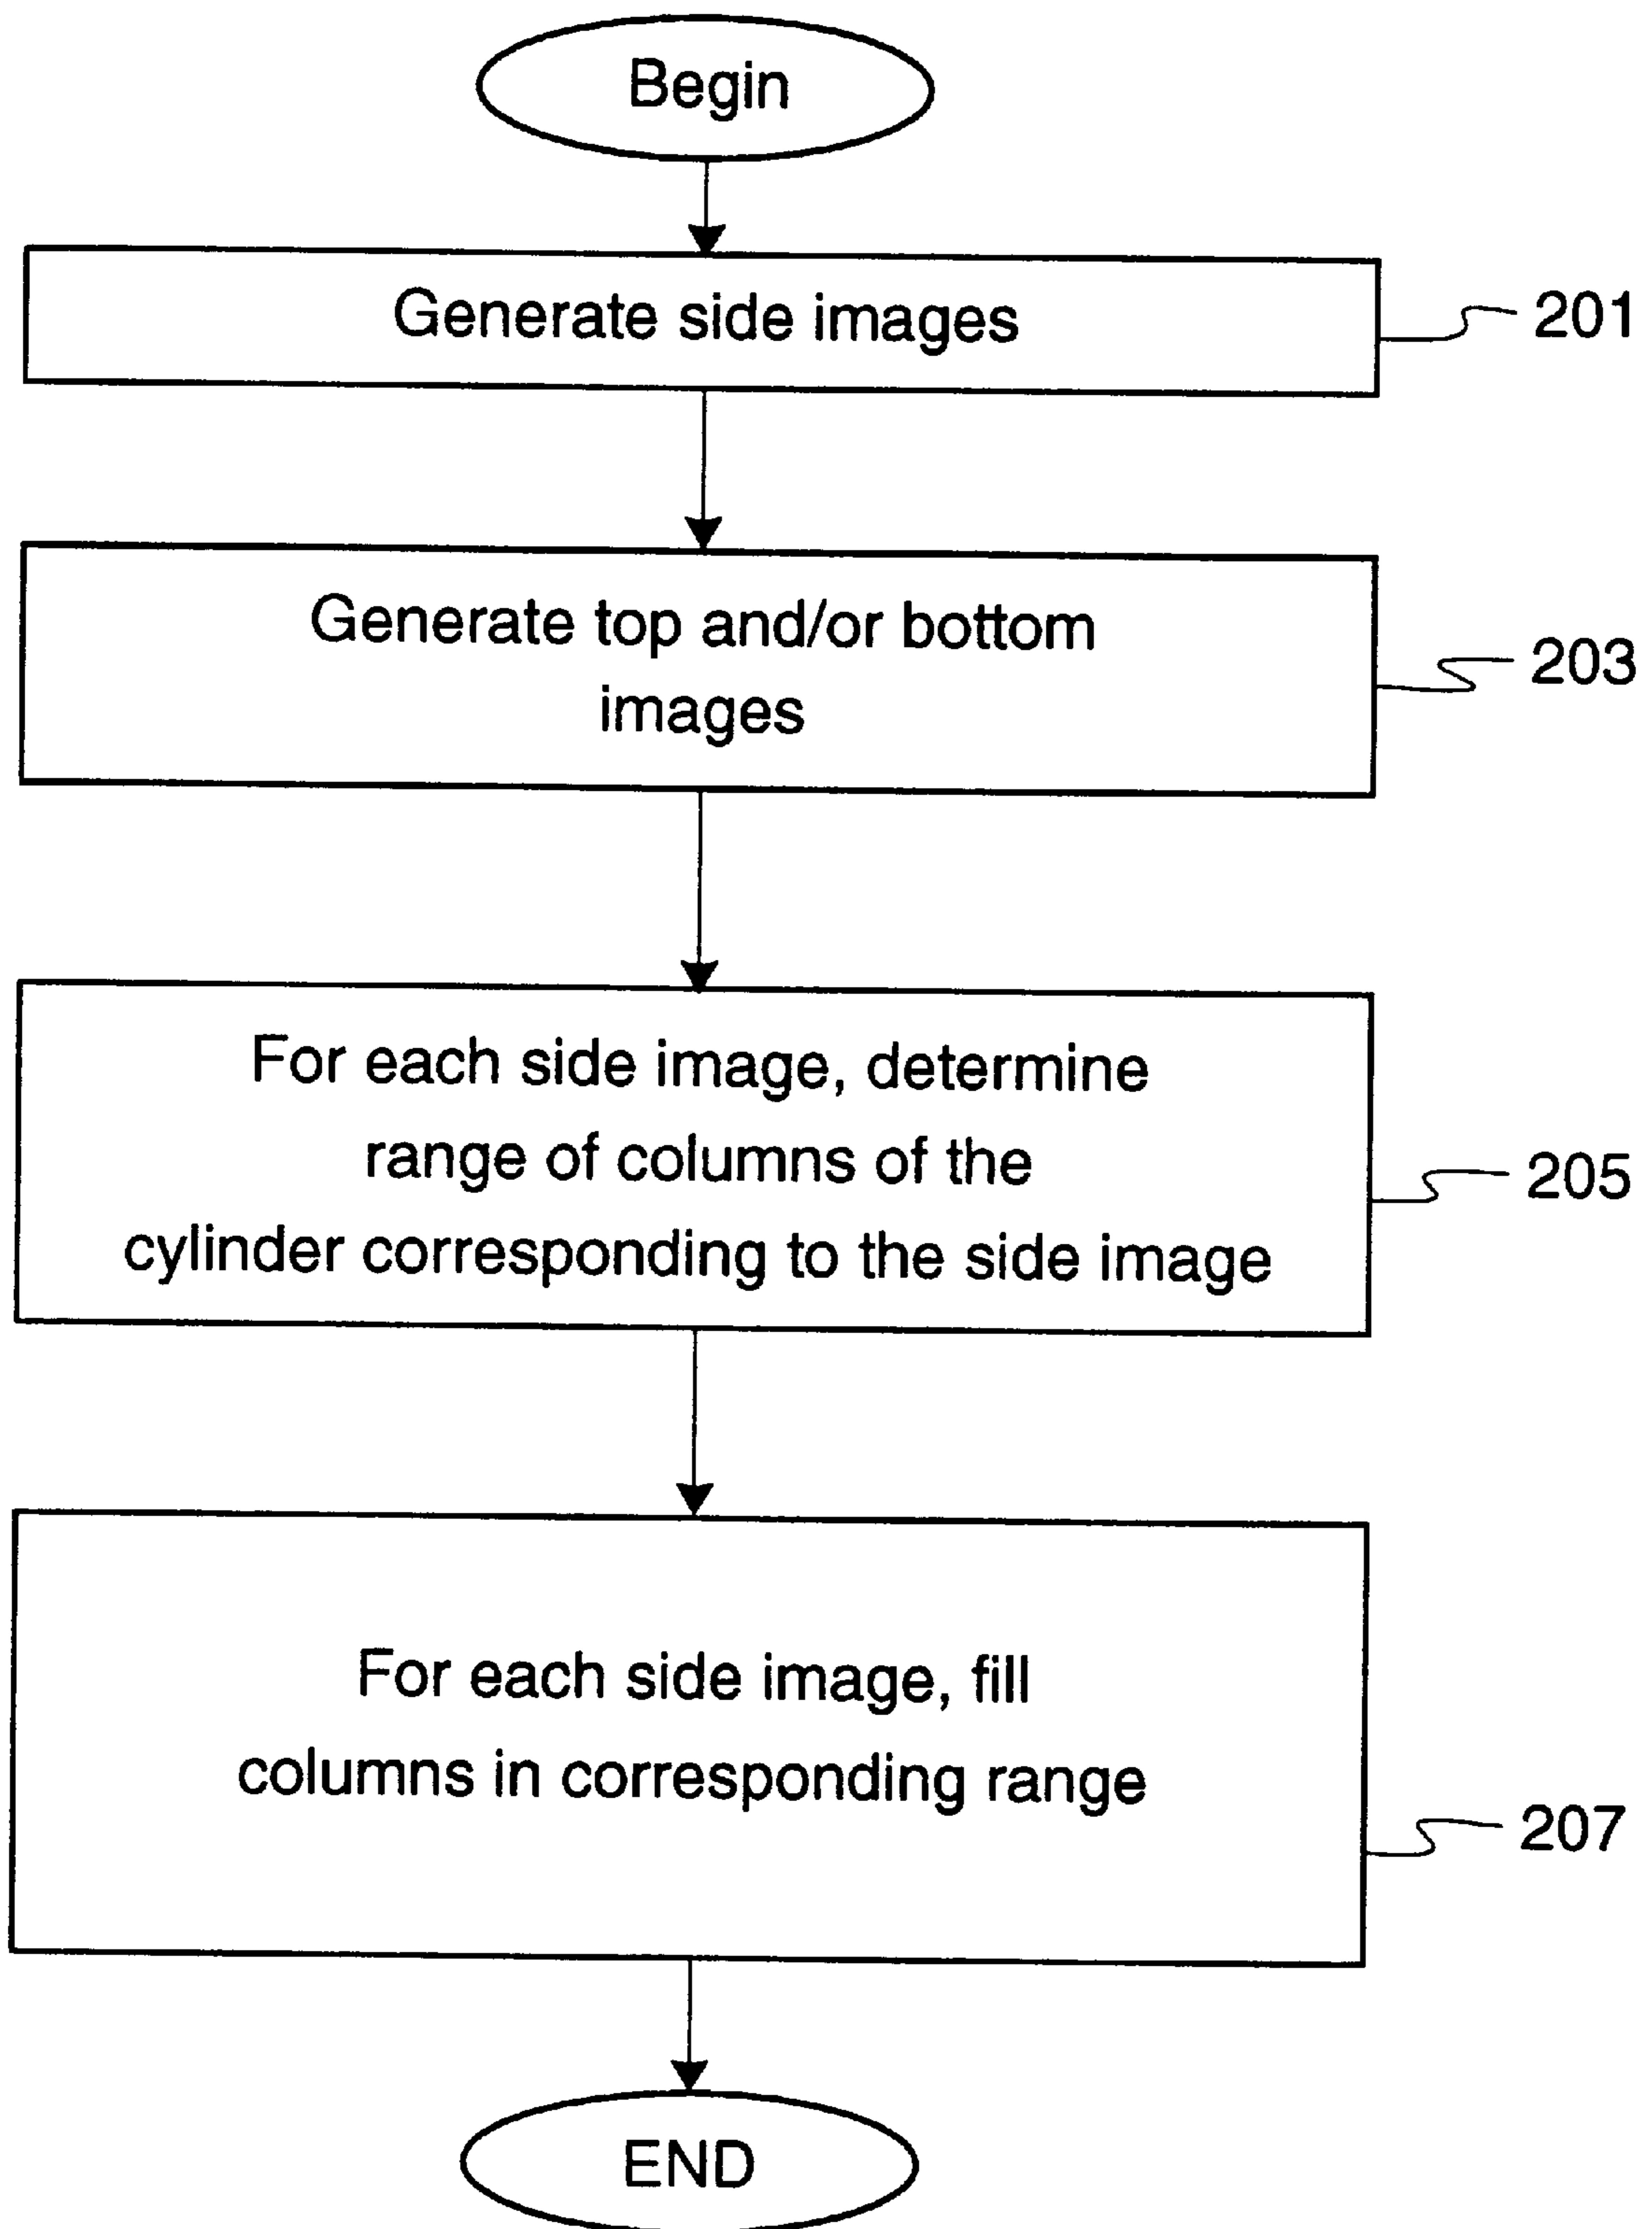 Begin
Generate side images
201
Generate top and/or bottom
images
203
For each side image, determine
range of columns of the
cylinder corresponding to the side image
205
For each side image, fill
columns in corresponding range
207
END